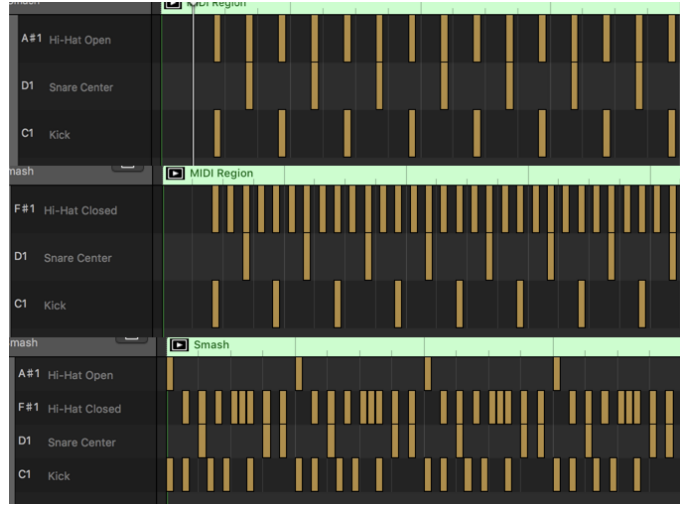 MIDI Region
A#1 Hi-Hat Open
D1 Snare Center
C1 Kick
mash
MIDI Region
F#1 Hi-Hat Closed
D1 Snare Center
C1 Kick
mash
Smash
A#1 Hi-Hat Open
F#1 Hi-Hat Closed
D1 Snare Center
C1 Kick